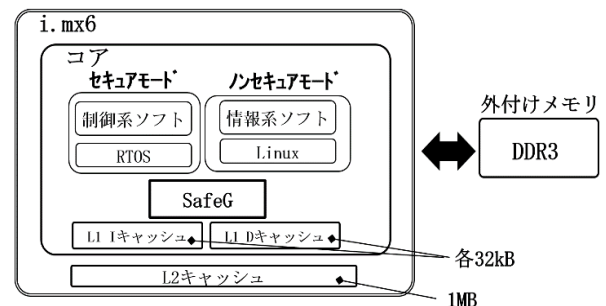 i.mx6
コア
セキュアモード
ノンセキュアモード
制御系ソフト
RTOS
情報系ソフト
Linux
SafeG
L1 Iキャッシュ
L1 Dキャッシュ
L2キャッシュ
外付けメモリ
DDR3
各32kB
1MB